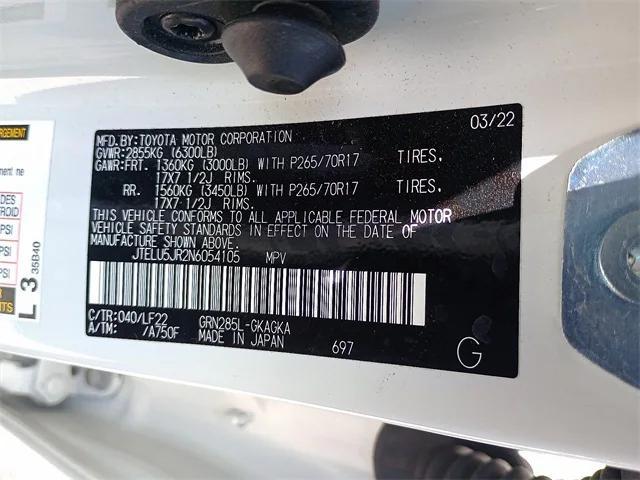 03/22
MFD.BY:TOYOTA MOTOR CORPORATION
GVWR:2855KG (6300LB)
GAWR:FRT. 1360KG (3000LB) WITH P265/70R17 TIRES,
17X7 1/2J RIMS.
RR. 1560KG (3450LB) WITH P265/70R17 TIRES,
17X7 1/2J RIMS.
THIS VEHICLE CONFORMS TO ALL APPLICABLE FEDERAL MOTOR
VEHICLE SAFETY STANDARDS IN EFFECT ON THE DATE OF
MANUFACTURE SHOWN ABOVE.
JTELU5JR2N6054105 MPV
C/TR:040/LF22 GRN285L-GKAGKA
A/TM: /A750F MADE IN JAPAN 697
G
L 3 35B40